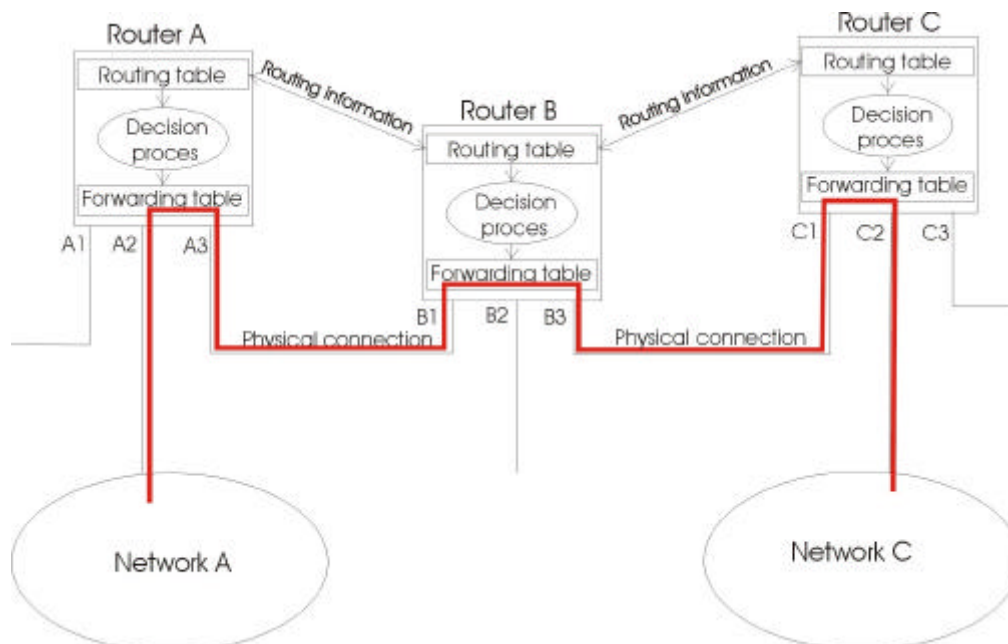 Router A
Routing table
Decision
proces
Forwarding table
A1
A2
A3
Routing information
Router B
Routing table
Decision
proces
Forwarding table
B1
B2
B3
Routing information
Router C
Routing table
Decision
proces
Forwarding table
C1
C2
C3
Physical connection
Physical connection
Network A
Network C